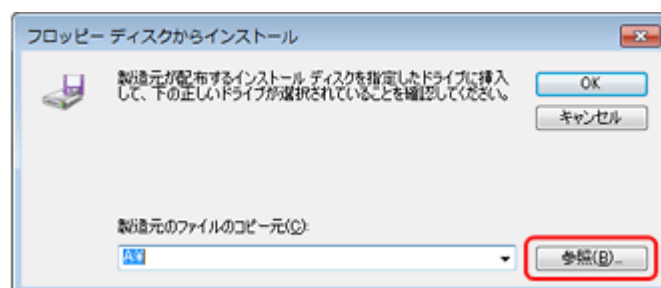 フロッピー ディスクからインストール
製造元が配布するインストール ディスクを指定したドライブに挿入
して、下の正しいドライブが選択されていることを確認してください。
OK
キャンセル
製造元のファイルのコピー元(C):
A:¥
参照(B)...